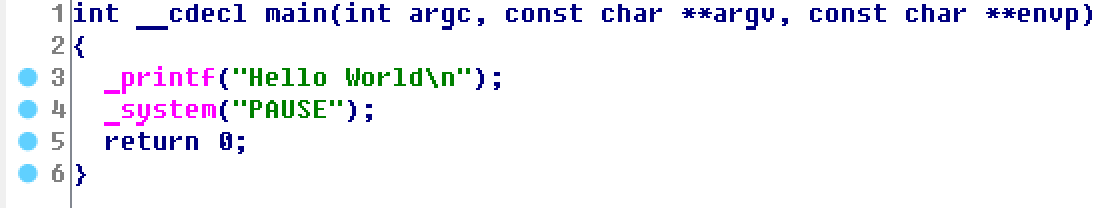 1 int __cdecl main(int argc, const char **argv, const char **envp)
2 {
3   _printf("Hello World\n");
4   _system("PAUSE");
5   return 0;
6 }